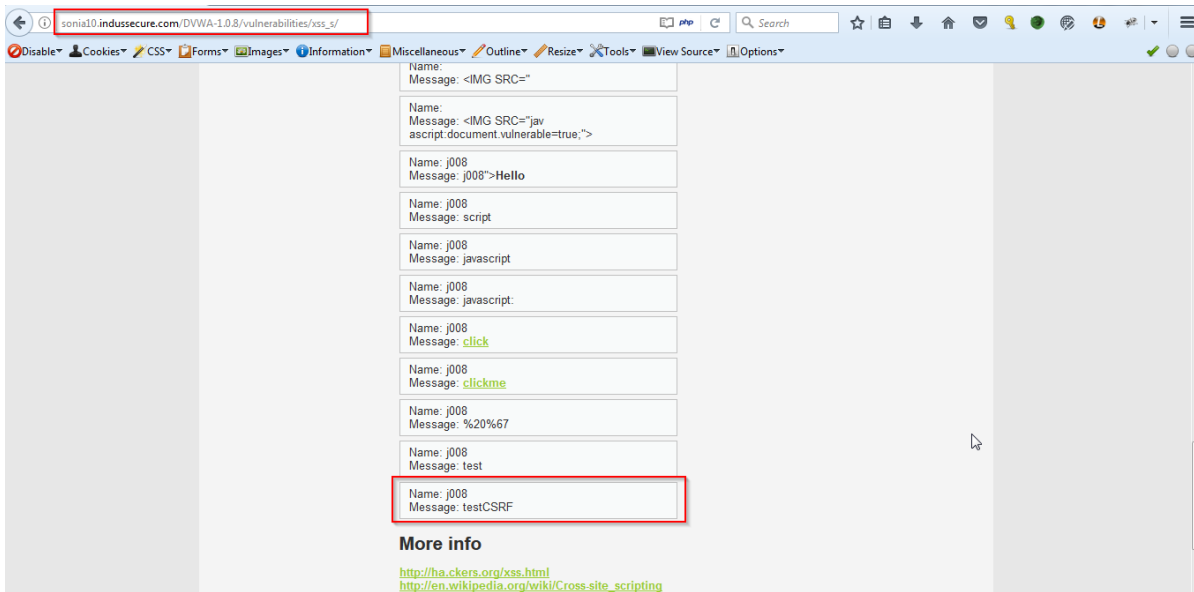 sonia10.indussecure.com/DVWA-1.0.8/vulnerabilities/xss_s/ php Search
Disable Cookies CSS Forms Images Information Miscellaneous Outline Resize Tools View Source Options
Name:
Message: <IMG SRC="
Name:
Message: <IMG SRC="jav
ascript:document.vulnerable=true;">
Name: j008
Message: j008">Hello
Name: j008
Message: script
Name: j008
Message: javascript
Name: j008
Message: javascript:
Name: j008
Message: click
Name: j008
Message: clickme
Name: j008
Message: %20%67
Name: j008
Message: test
Name: j008
Message: testCSRF
More info
http://ha.ckers.org/xss.html
http://en.wikipedia.org/wiki/Cross-site_scripting